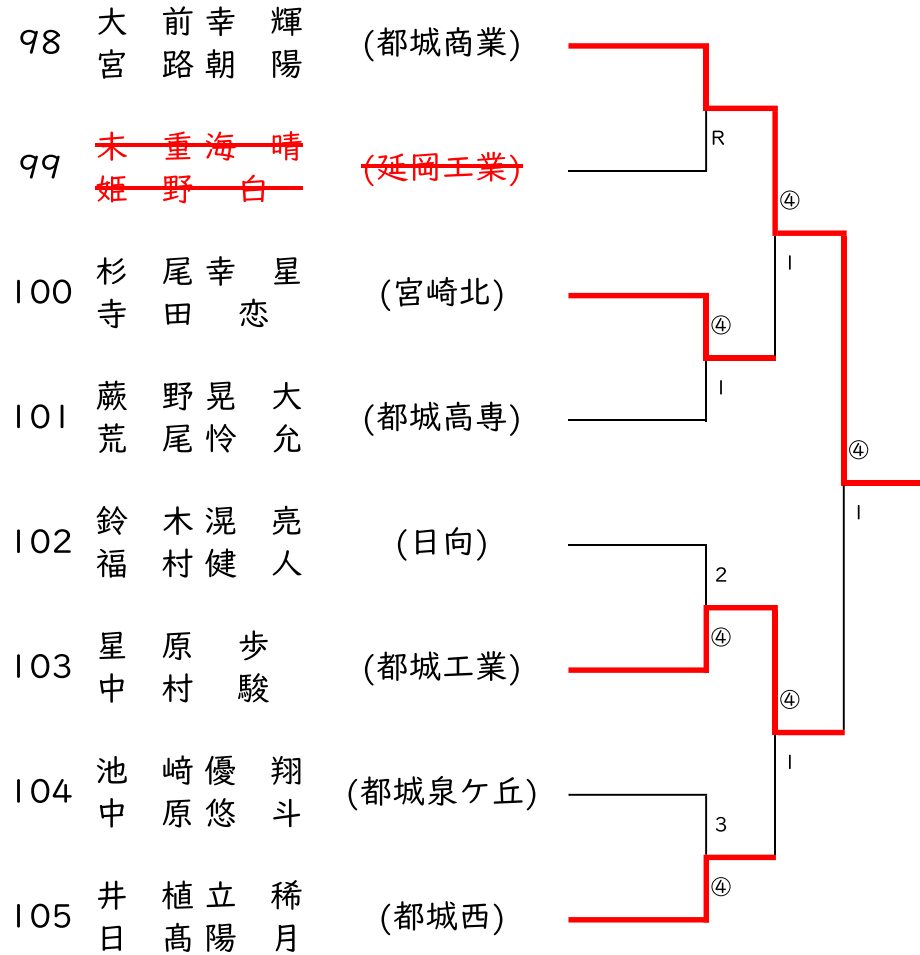 98 大前幸輝 (都城商業)
宮路朝陽
R
99 未重海晴 (延岡工業)
姫野白
④
1
100 杉尾幸星 (宮崎北)
寺田恋
④
1
101 蕨野晃大 (都城高専)
荒尾怜允
④
1
102 鈴木滉亮 (日向)
福村健人
2
103 星原歩 (都城工業)
中村駿
④
④
1
104 池﨑優翔 (都城泉ケ丘)
中原悠斗
3
④
105 井植立稀 (都城西)
日髙陽月